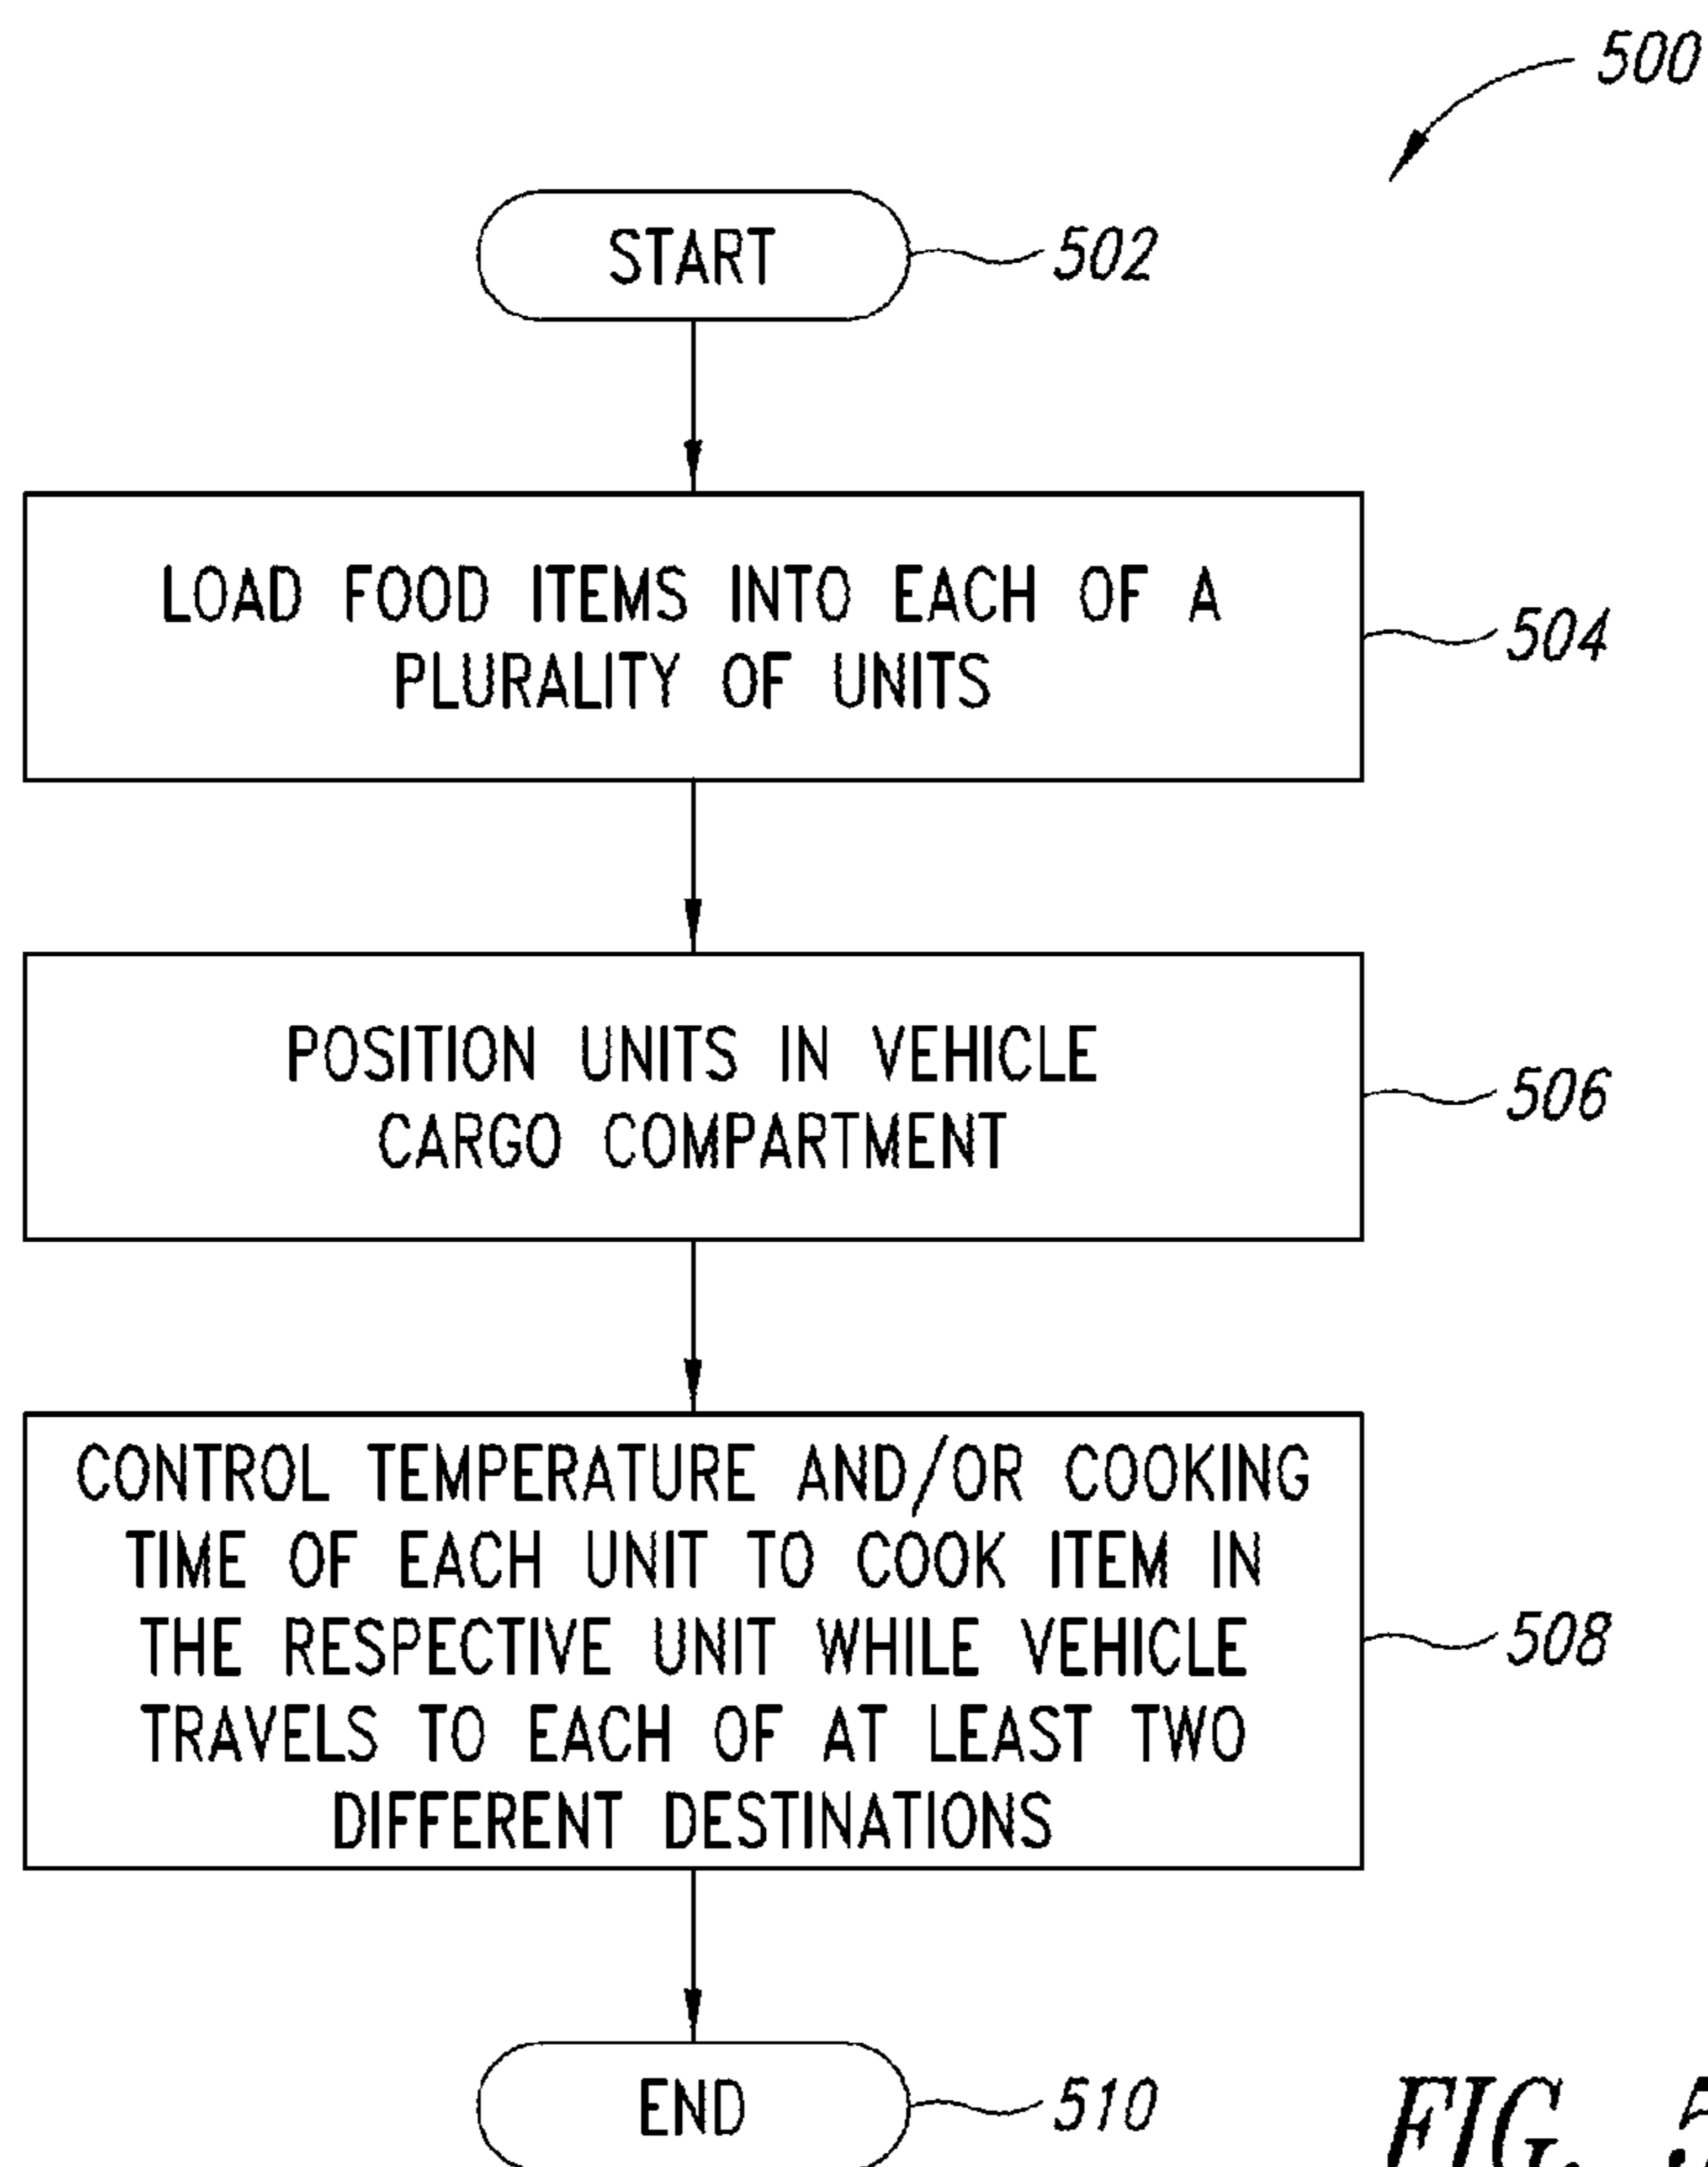 500
START
502
LOAD FOOD ITEMS INTO EACH OF A
PLURALITY OF UNITS
504
POSITION UNITS IN VEHICLE
CARGO COMPARTMENT
506
CONTROL TEMPERATURE AND/OR COOKING
TIME OF EACH UNIT TO COOK ITEM IN
THE RESPECTIVE UNIT WHILE VEHICLE
TRAVELS TO EACH OF AT LEAST TWO
DIFFERENT DESTINATIONS
508
END
510
FIG. 5